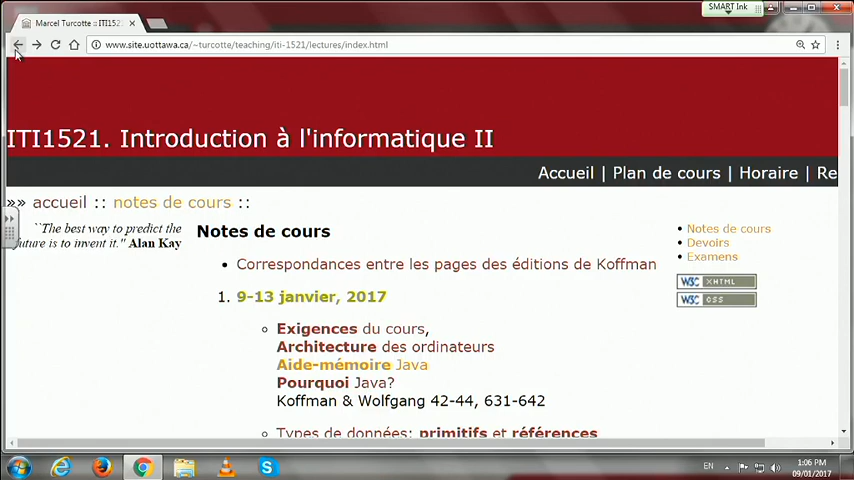 SMART Ink
Marcel Turcotte :: ITI152
www.site.uottawa.ca/~turcotte/teaching/iti-1521/lectures/index.html
ITI1521. Introduction à l'informatique II
Accueil | Plan de cours | Horaire | Re
»» accueil :: notes de cours ::
``The best way to predict the
future is to invent it.'' Alan Kay
Notes de cours
• Correspondances entre les pages des éditions de Koffman
1. 9-13 janvier, 2017
Exigences du cours,
Architecture des ordinateurs
Aide-mémoire Java
Pourquoi Java?
Koffman & Wolfgang 42-44, 631-642
Types de données: primitifs et références
• Notes de cours
• Devoirs
• Examens
W3C XHTML
W3C CSS
EN
1:06 PM
09/01/2017